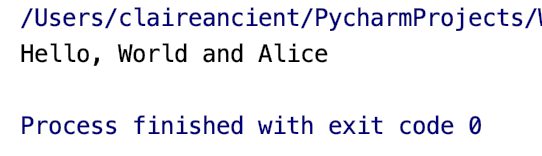 /Users/claireancient/PycharmProjects/
Hello, World and Alice
Process finished with exit code 0